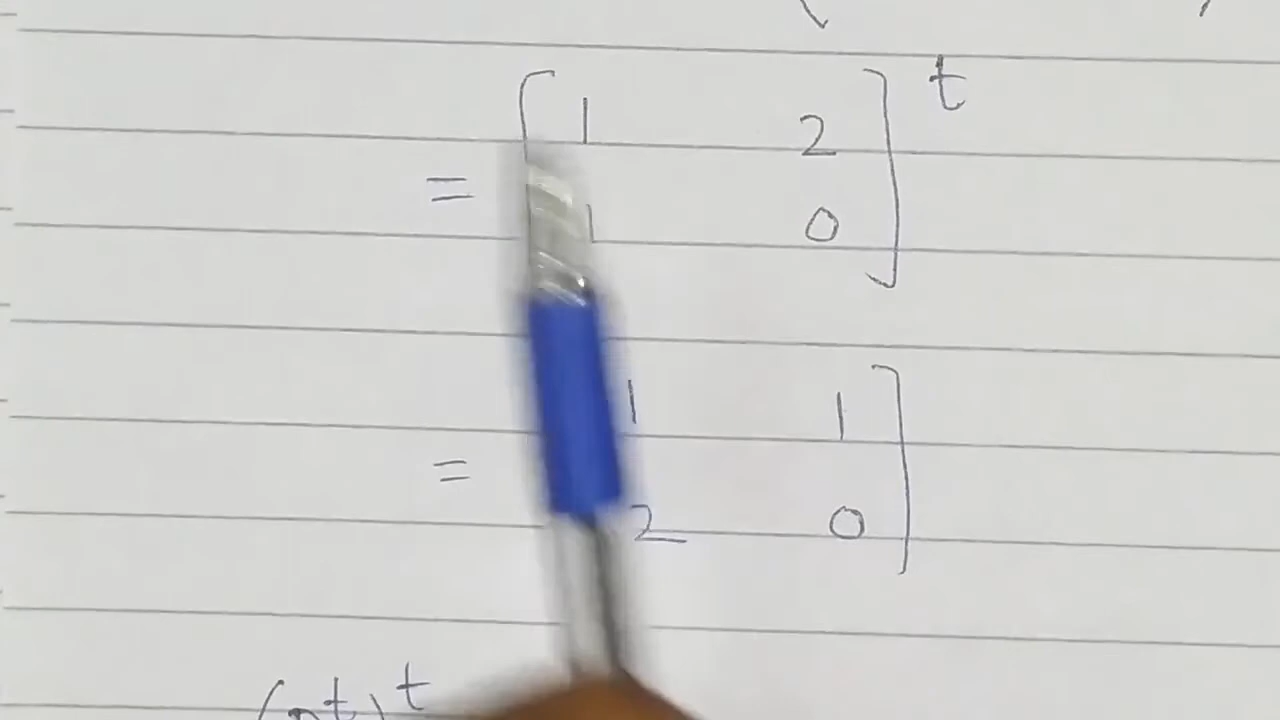 = [ 1 2
1 0 ] t
= 1 1
2 0 ]
( t ) t